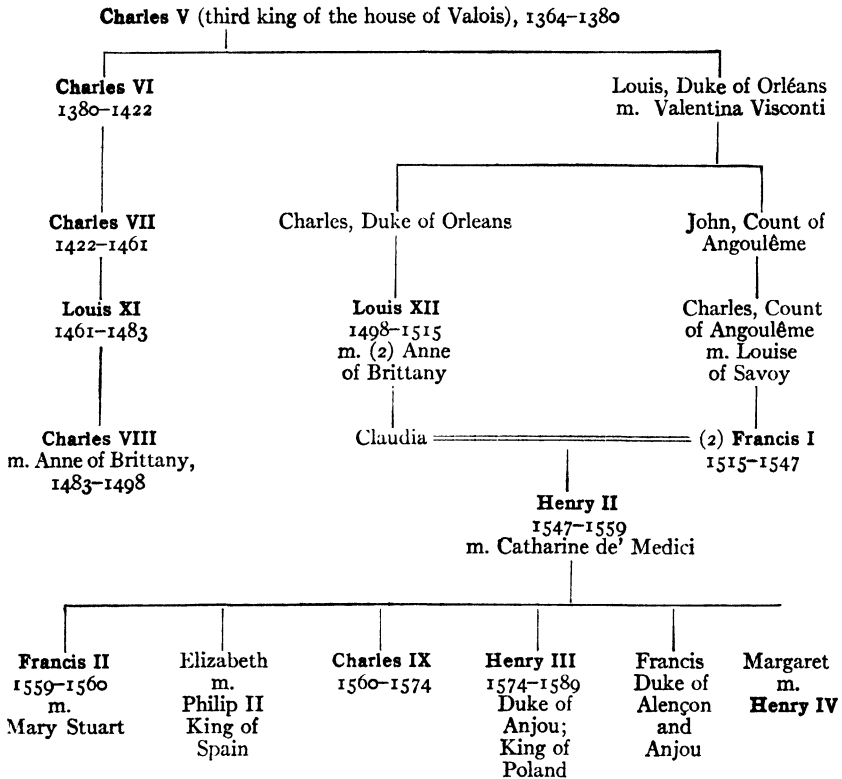 Charles V (third king of the house of Valois), 1364–1380
Charles VI
1380–1422
Louis, Duke of Orléans
m. Valentina Visconti
Charles VII
1422–1461
Charles, Duke of Orleans
John, Count of
Angoulême
Louis XI
1461–1483
Louis XII
1498–1515
m. (2) Anne
of Brittany
Charles, Count
of Angoulême
m. Louise
of Savoy
Charles VIII
m. Anne of Brittany,
1483–1498
Claudia
(2) Francis I
1515–1547
Henry II
1547–1559
m. Catharine de' Medici
Francis II
1559–1560
m.
Mary Stuart
Elizabeth
m.
Philip II
King of
Spain
Charles IX
1560–1574
Henry III
1574–1589
Duke of
Anjou;
King of
Poland
Francis
Duke of
Alençon
and
Anjou
Margaret
m.
Henry IV